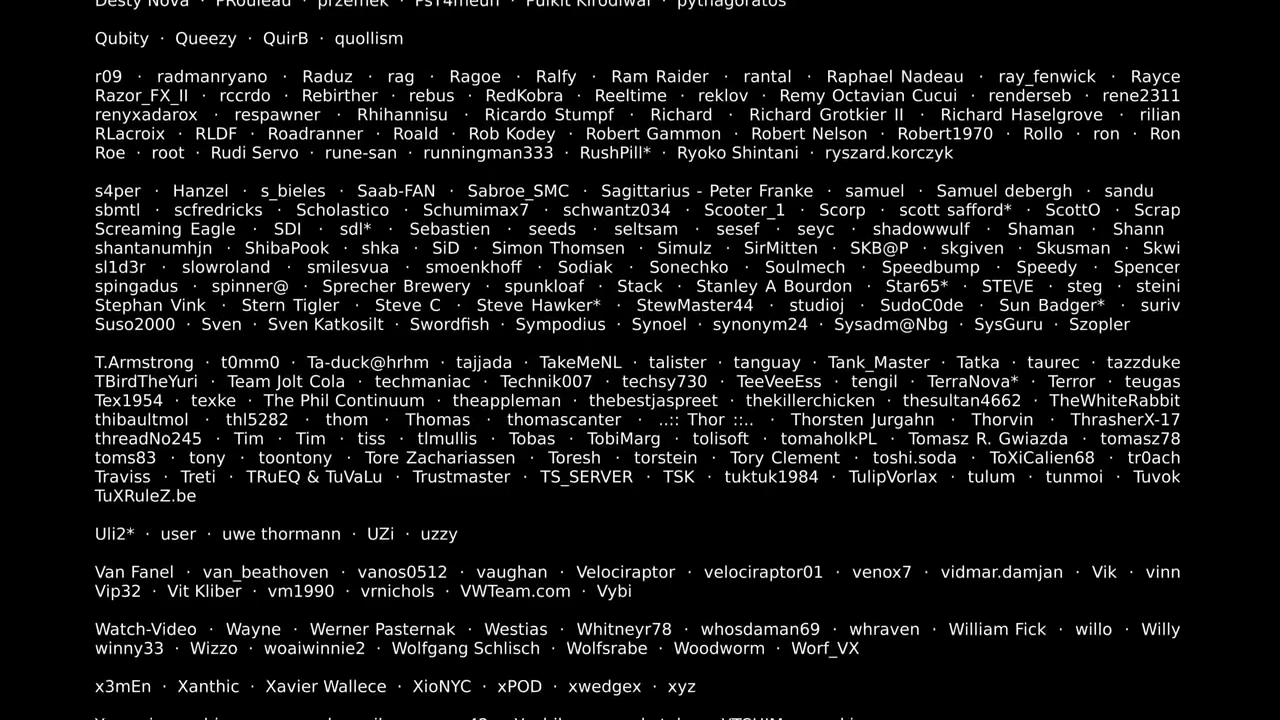 Desty Nova · PRouleau · przemek · PsT4meuh · Pulkit Kirodiwal · pythagoratos
Qubity · Queezy · QuirB · quollism
r09 · radmanryano · Raduz · rag · Ragoe · Ralfy · Ram Raider · rantal · Raphael Nadeau · ray_fenwick · Rayce
Razor_FX_II · rccrdo · Rebirther · rebus · RedKobra · Reeltime · reklov · Remy Octavian Cucui · renderseb · rene2311
renyxadarox · respawner · Rhihannisu · Ricardo Stumpf · Richard · Richard Grotkier II · Richard Haselgrove · rilian
RLacroix · RLDF · Roadranner · Roald · Rob Kodey · Robert Gammon · Robert Nelson · Robert1970 · Rollo · ron · Ron
Roe · root · Rudi Servo · rune-san · runningman333 · RushPill* · Ryoko Shintani · ryszard.korczyk
s4per · Hanzel · s_bieles · Saab-FAN · Sabroe_SMC · Sagittarius - Peter Franke · samuel · Samuel debergh · sandu
sbmtl · scfredricks · Scholastico · Schumimax7 · schwantz034 · Scooter_1 · Scorp · scott safford* · ScottO · Scrap
Screaming Eagle · SDI · sdl* · Sebastien · seeds · seltsam · sesef · seyc · shadowwulf · Shaman · Shann
shantanumhjn · ShibaPook · shka · SiD · Simon Thomsen · Simulz · SirMitten · SKB@P · skgiven · Skusman · Skwi
sl1d3r · slowroland · smilesvua · smoenkhoff · Sodiak · Sonechko · Soulmech · Speedbump · Speedy · Spencer
spingadus · spinner@ · Sprecher Brewery · spunkloaf · Stack · Stanley A Bourdon · Star65* · STE\/E · steg · steini
Stephan Vink · Stern Tigler · Steve C · Steve Hawker* · StewMaster44 · studioj · SudoC0de · Sun Badger* · suriv
Suso2000 · Sven · Sven Katkosilt · Swordfish · Sympodius · Synoel · synonym24 · Sysadm@Nbg · SysGuru · Szopler
T.Armstrong · t0mm0 · Ta-duck@hrhm · tajjada · TakeMeNL · talister · tanguay · Tank_Master · Tatka · taurec · tazzduke
TBirdTheYuri · Team Jolt Cola · techmaniac · Technik007 · techsy730 · TeeVeeEss · tengil · TerraNova* · Terror · teugas
Tex1954 · texke · The Phil Continuum · theappleman · thebestjaspreet · thekillerchicken · thesultan4662 · TheWhiteRabbit
thibaultmol · thl5282 · thom · Thomas · thomascanter · ..:: Thor ::.. · Thorsten Jurgahn · Thorvin · ThrasherX-17
threadNo245 · Tim · Tim · tiss · tlmullis · Tobas · TobiMarg · tolisoft · tomaholkPL · Tomasz R. Gwiazda · tomasz78
toms83 · tony · toontony · Tore Zachariassen · Toresh · torstein · Tory Clement · toshi.soda · ToXiCalien68 · tr0ach
Traviss · Treti · TRuEQ & TuVaLu · Trustmaster · TS_SERVER · TSK · tuktuk1984 · TulipVorlax · tulum · tunmoi · Tuvok
TuXRuleZ.be
Uli2* · user · uwe thormann · UZi · uzzy
Van Fanel · van_beathoven · vanos0512 · vaughan · Velociraptor · velociraptor01 · venox7 · vidmar.damjan · Vik · vinn
Vip32 · Vit Kliber · vm1990 · vrnichols · VWTeam.com · Vybi
Watch-Video · Wayne · Werner Pasternak · Westias · Whitneyr78 · whosdaman69 · whraven · William Fick · willo · Willy
winny33 · Wizzo · woaiwinnie2 · Wolfgang Schlisch · Wolfsrabe · Woodworm · Worf_VX
x3mEn · Xanthic · Xavier Wallece · XioNYC · xPOD · xwedgex · xyz